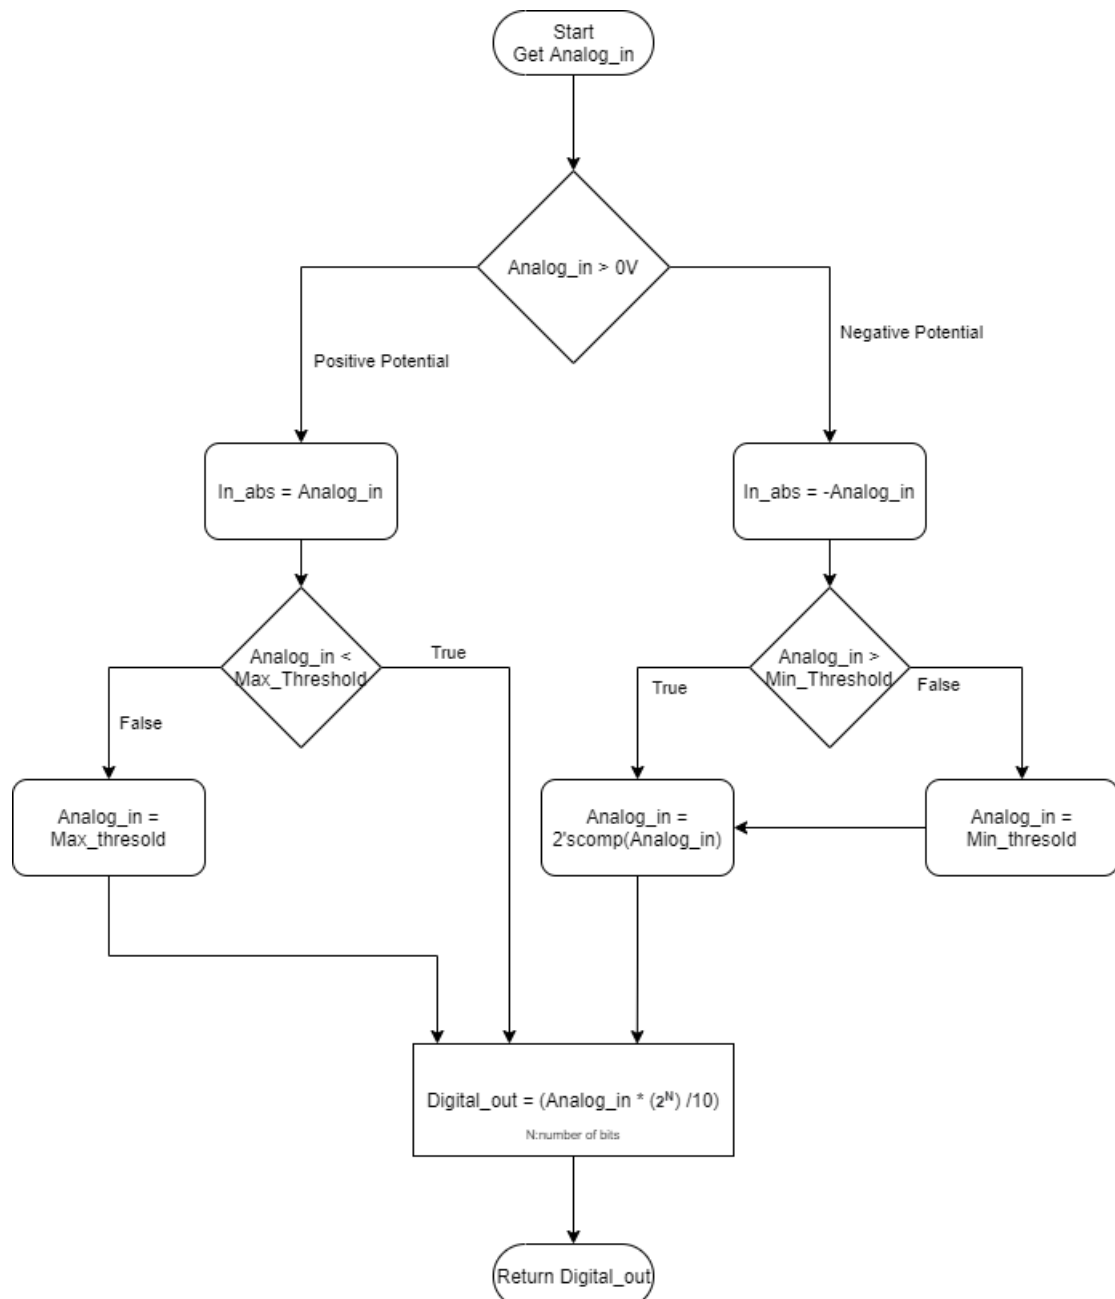 Start
Get Analog_in
Analog_in > 0V
Negative Potential
Positive Potential
In_abs = Analog_in
In_abs = -Analog_in
Analog_in <
Max_Threshold
True
False
Analog_in >
Min_Threshold
True
False
Analog_in =
Max_thresold
Analog_in =
2'scomp(Analog_in)
Analog_in =
Min_thresold
Digital_out = (Analog_in * (2ᴺ) /10)
N:number of bits
Return Digital_out